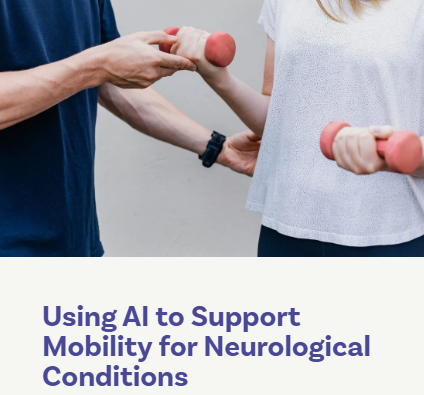 Using AI to Support
Mobility for Neurological
Conditions